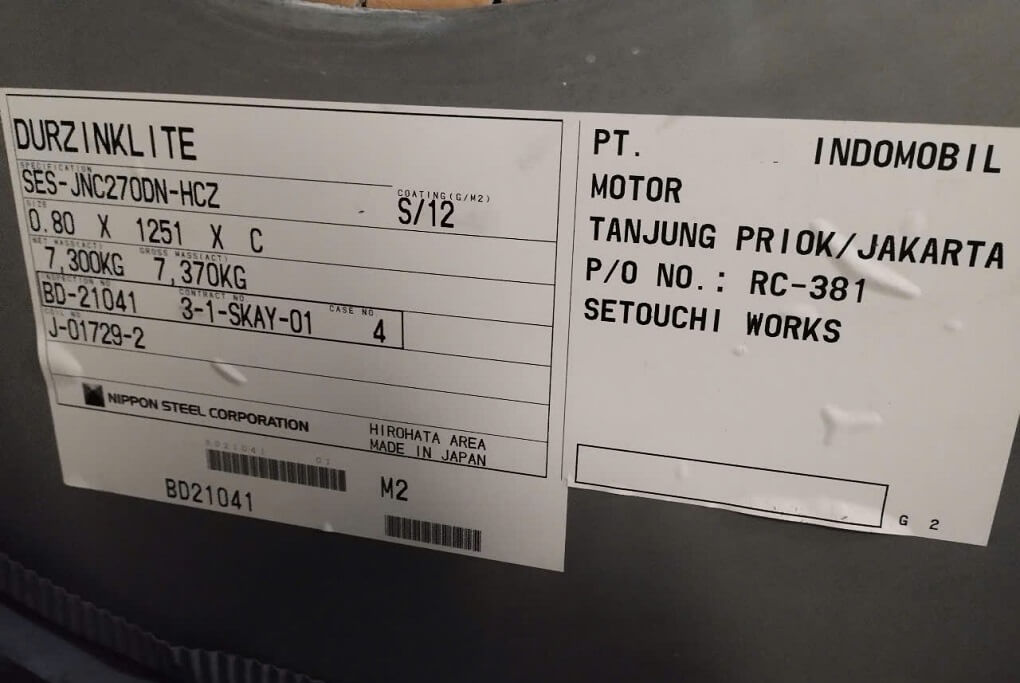 DURZINKLITE
SPECIFICATION
SES-JNC270DN-HCZ
COATING(G/M2)
S/12
SIZE
0.80 X 1251 X C
NET MASS(ACT) GROSS MASS(ACT)
7,300KG 7,370KG
INSPECTION NO. CONTRACT NO. CASE NO.
BD-21041 3-1-SKAY-01 4
COIL NO
J-01729-2
NIPPON STEEL CORPORATION
HIROHATA AREA
MADE IN JAPAN
BD21041 07
BD21041
M2
PT. INDOMOBIL
MOTOR
TANJUNG PRIOK/JAKARTA
P/O NO.: RC-381
SETOUCHI WORKS
G 2